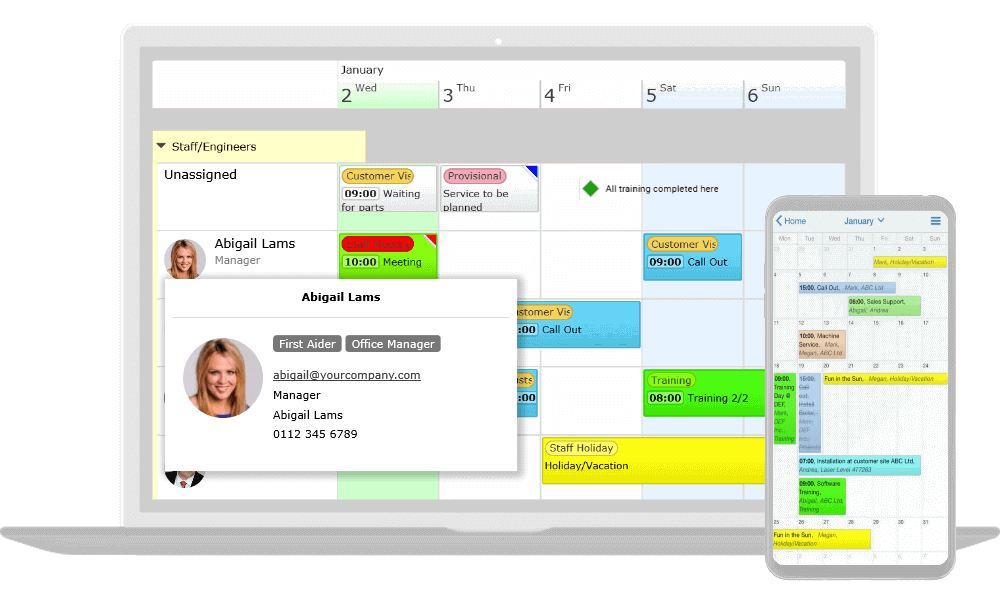 January
2 Wed
3 Thu
4 Fri
5 Sat
6 Sun
Staff/Engineers
Unassigned
Customer Vis
09:00 Waiting
for parts
Provisional
Service to be
planned
All training completed here
Abigail Lams
Manager
Staff Meeting
10:00 Meeting
Customer Vis
09:00 Call Out
Abigail Lams
First Aider Office Manager
abigail@yourcompany.com
Manager
Abigail Lams
0112 345 6789
stomer Vis
:00 Call Out
sts
:00
Training
08:00 Training 2/2
Staff Holiday
Holiday/Vacation
Home
January
Mon Tue Wed Thu Fri Sat Sun
1 2 3
Mark, Holiday/Vacation
4 5 6 7 8 9 10
15:00, Call Out, Mark, ABC Ltd
08:00, Sales Support,
Abigail, Andrea
11 12 13 14 15 16 17
10:00, Machine
Service, Mark,
Megan, ABC Ltd
18 19 20 21 22 23 24
Fun in the Sun, Megan, Holiday/Vacation
09:00,
Training
Day @
DEF,
Mark,
DEF
Inc.,
Training
15:00,
Call
out,
07:00, Installation at customer site ABC Ltd,
Andrea, Laser Level 477263
09:00, Software
Training,
Abigail, ABC Ltd,
Training
25 26 27 28 29 30 31
Fun in the Sun, Megan,
Holiday/Vacation